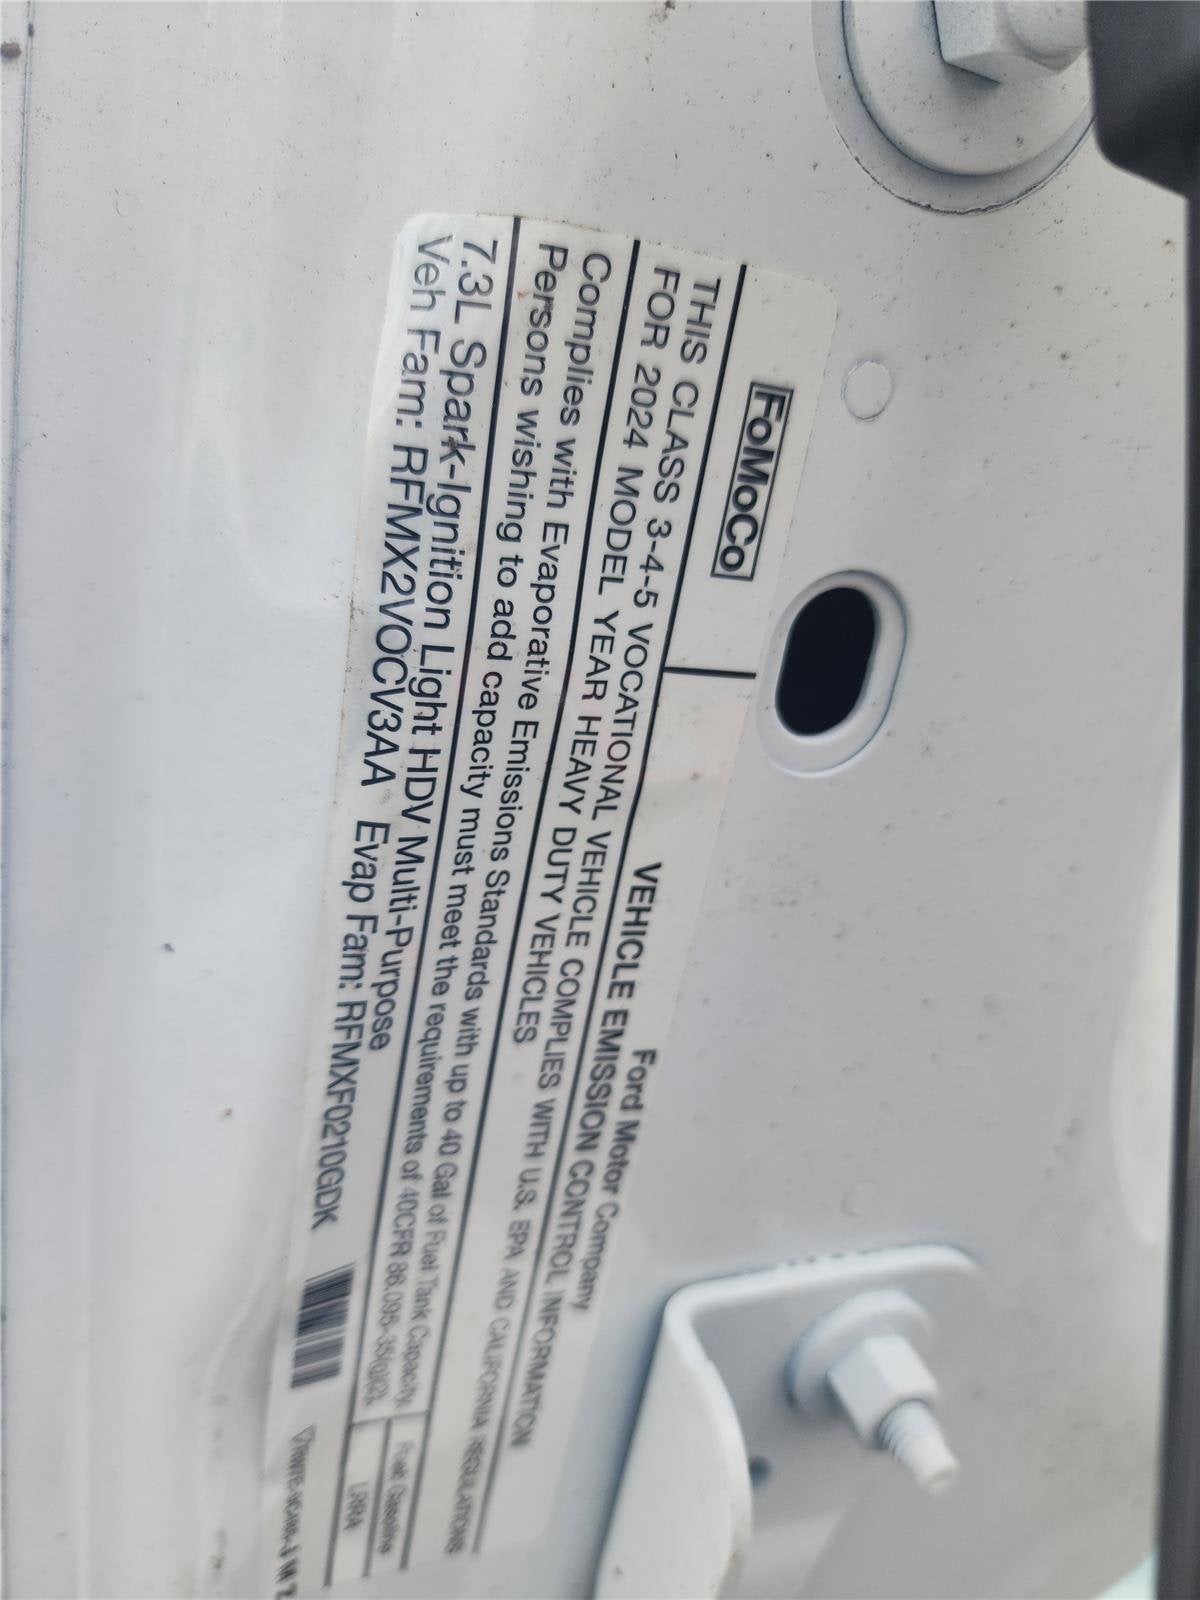 FoMoCo
Ford Motor Company
VEHICLE EMISSION CONTROL INFORMATION
THIS CLASS 3-4-5 VOCATIONAL VEHICLE COMPLIES WITH U.S. EPA AND CALIFORNIA REGULATIONS
FOR 2024 MODEL YEAR HEAVY DUTY VEHICLES
Complies with Evaporative Emissions Standards with up to 40 Gal of Fuel Tank Capacity.
Persons wishing to add capacity must meet the requirements of 40CFR 86.095-35(g)(2).
Fuel: Gasoline
7.3L Spark-Ignition Light HDV Multi-Purpose
Veh Fam: RFMX2VOCV3AA Evap Fam: RFMXF0210GDK